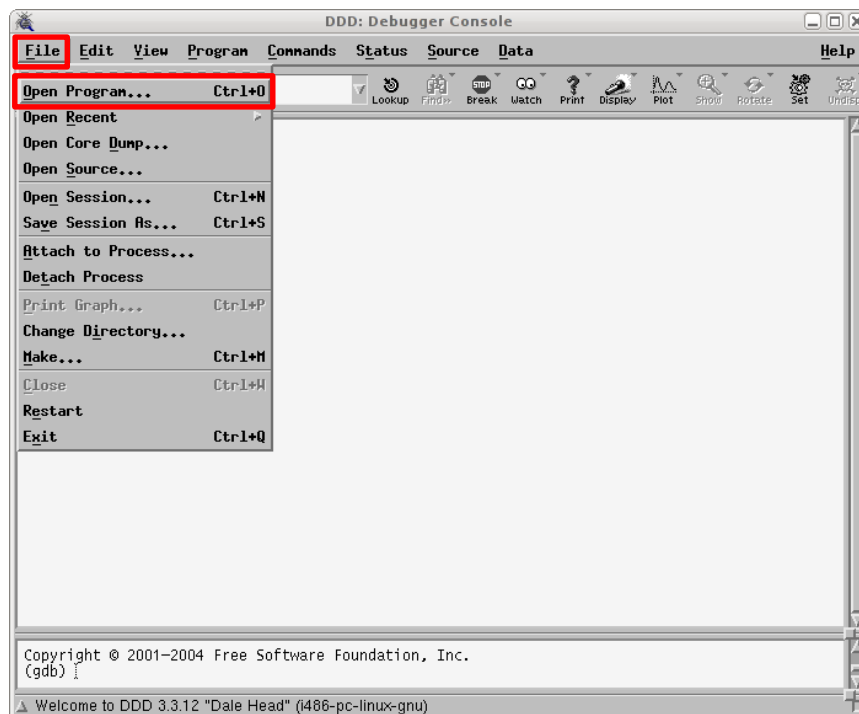 DDD: Debugger Console
File Edit View Program Commands Status Source Data Help
Lookup Find» Break Watch Print Display Plot Show Rotate Set Undisp
Open Program... Ctrl+O
Open Recent
Open Core Dump...
Open Source...
Open Session... Ctrl+N
Save Session As... Ctrl+S
Attach to Process...
Detach Process
Print Graph... Ctrl+P
Change Directory...
Make... Ctrl+M
Close Ctrl+W
Restart
Exit Ctrl+Q
Copyright © 2001-2004 Free Software Foundation, Inc.
(gdb)
Welcome to DDD 3.3.12 "Dale Head" (i486-pc-linux-gnu)